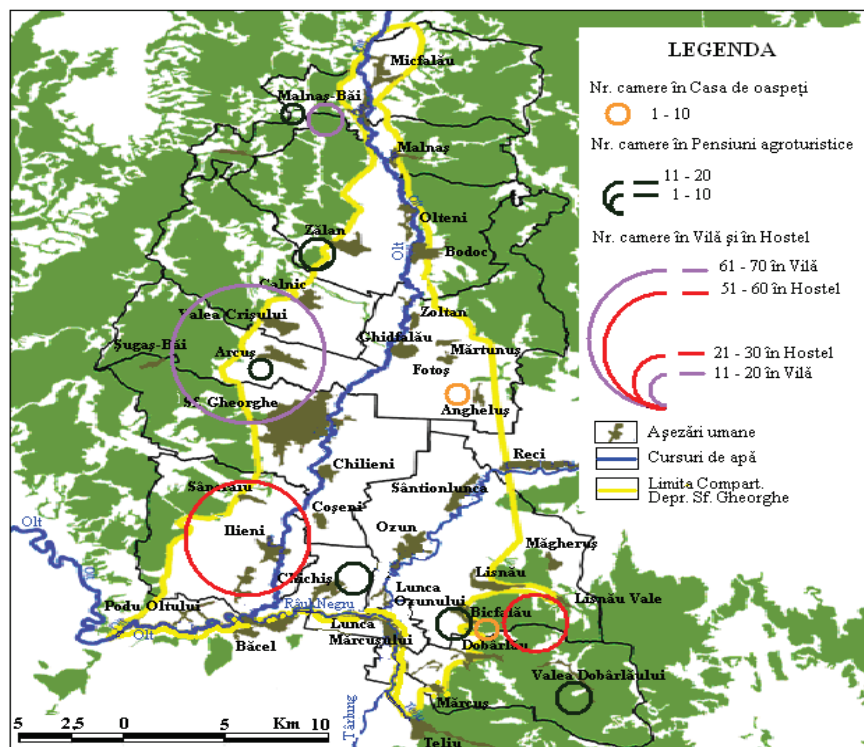 LEGENDA
Nr. camere în Casa de oaspeţi
1 - 10
Nr. camere în Pensiuni agroturistice
11 - 20
1 - 10
Nr. camere în Vilă şi în Hostel
61 - 70 în Vilă
51 - 60 în Hostel
21 - 30 în Hostel
11 - 20 în Vilă
Aşezări umane
Cursuri de apă
Limita Compart.
Depr. Sf. Gheorghe
Olt
Micfalău
Malnaş-Băi
Malnaş
Olt
Olteni
Zălan
Olt
Bodoc
Calnic
Valea Crişului
Zoltan
Şugaş-Băi
Arcuş
Ghidfalău
Mărtunuş
Fotoş
Sf. Gheorghe
Angheluş
Chilieni
Reci
Sâncraiu
Sântionlunca
Coşeni
Olt
Ilieni
Ozun
Măgheruş
Olt
Chichiş
Lisnău
Lunca
Ozunului
Lisnău Vale
Podu Oltului
Râul Negru
Bicfalău
Olt
Băcel
Lunca
Mărcuşului
Dobârlău
Valea Dobârlăului
Mărcuş
Târlung
Teliu
5 2,5 0 5 Km 10